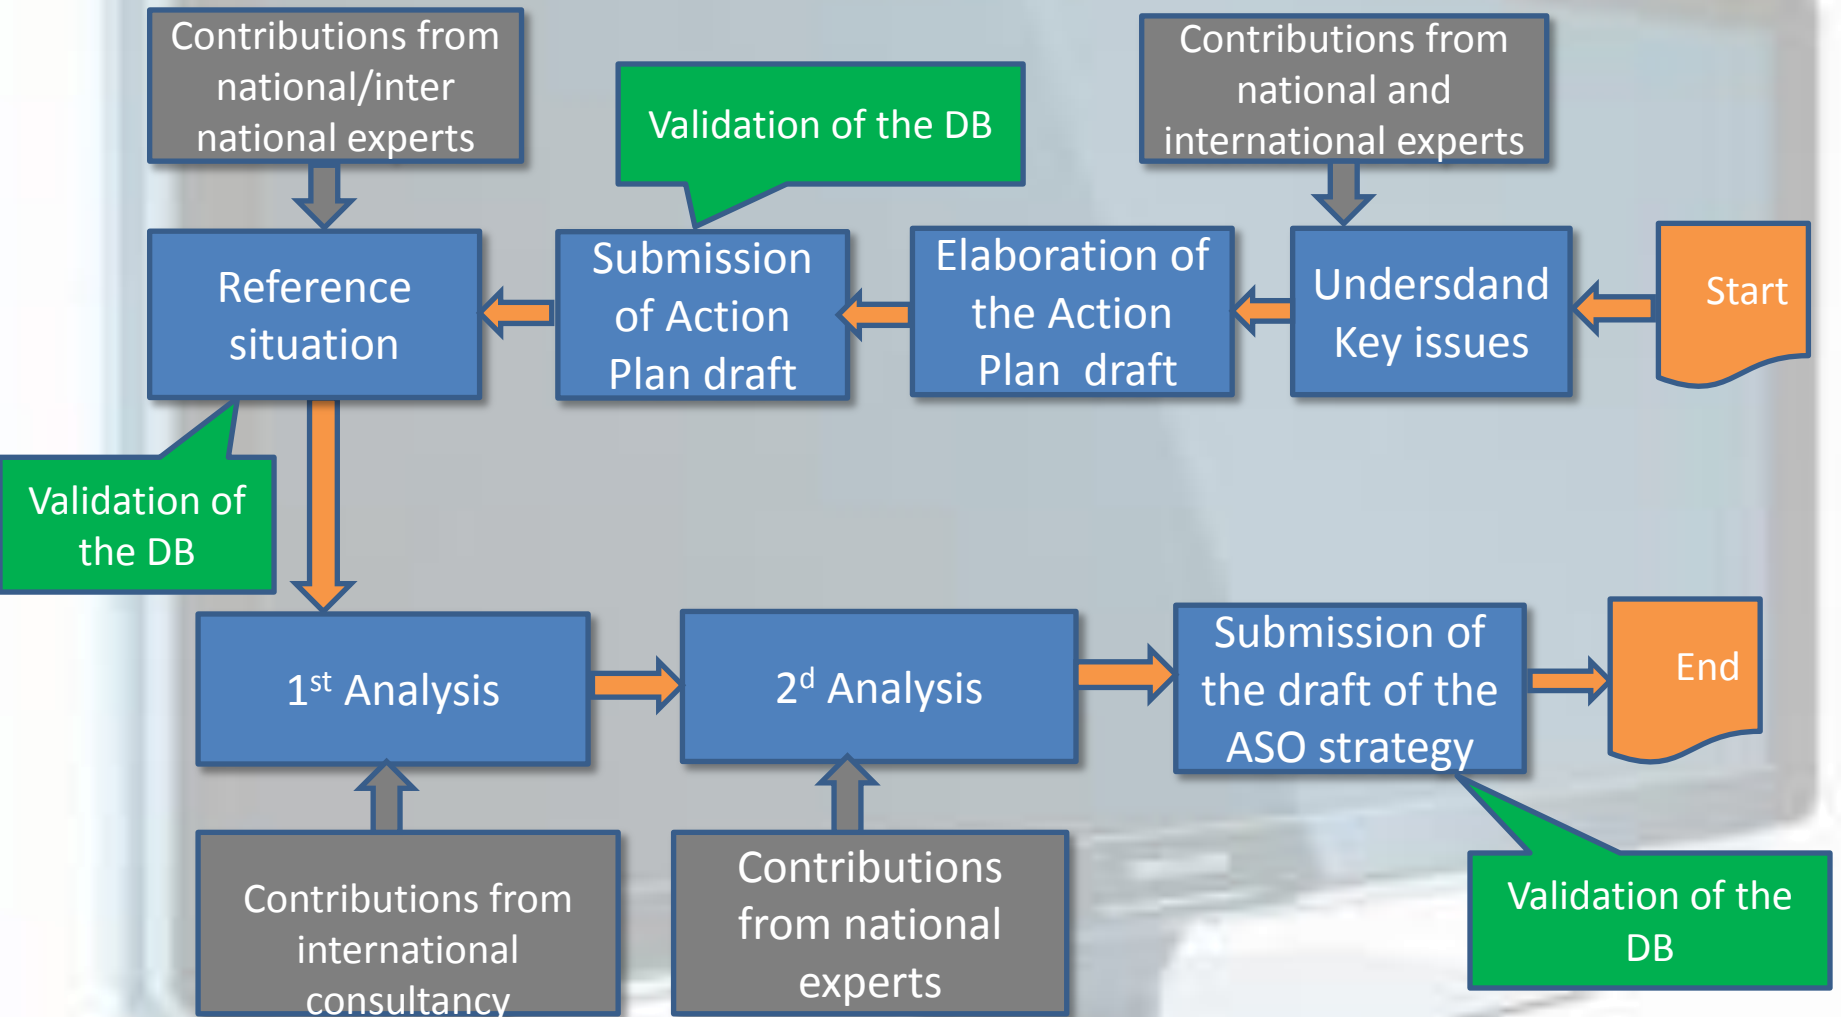 Contributions from
national/inter
national experts
Validation of the DB
Contributions from
national and
international experts
Reference
situation
Submission
of Action
Plan draft
Elaboration of
the Action
Plan draft
Undersdand
Key issues
Start
Validation of
the DB
1st Analysis
2d Analysis
Submission of
the draft of the
ASO strategy
End
Contributions from
international
consultancy
Contributions
from national
experts
Validation of the
DB